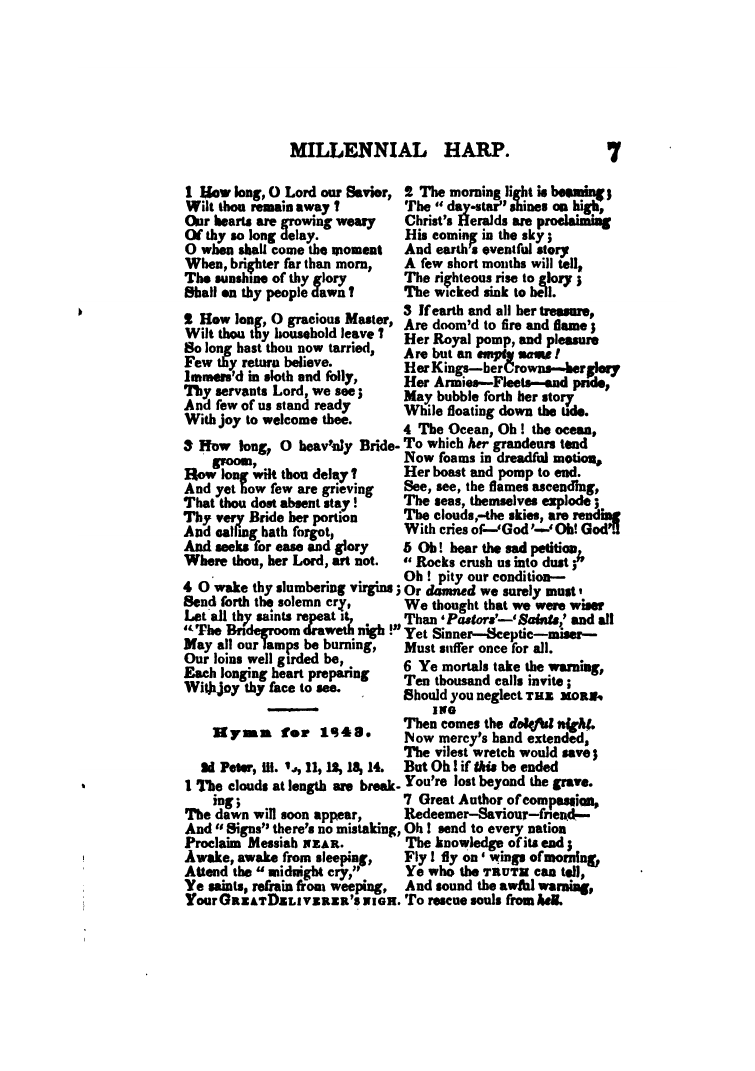 MILLENNIAL HARP. 7
1 How long, O Lord our Savior,
Wilt thou remain away?
Our hearts are growing weary
Of thy so long delay.
O when shall come the moment
When, brighter far than morn,
The sunshine of thy glory
Shall on thy people dawn?
2 How long, O gracious Master,
Wilt thou thy household leave?
So long hast thou now tarried,
Few thy return believe.
Immers'd in sloth and folly,
Thy servants Lord, we see;
And few of us stand ready
With joy to welcome thee.
3 How long, O heav'nly Bride-
groom,
How long wilt thou delay?
And yet how few are grieving
That thou dost absent stay!
Thy very Bride her portion
And calling hath forgot,
And seeks for ease and glory
Where thou, her Lord, art not.
4 O wake thy slumbering virgins;
Send forth the solemn cry,
Let all thy saints repeat it,
"The Bridegroom draweth nigh!"
May all our lamps be burning,
Our loins well girded be,
Each longing heart preparing
With joy thy face to see.
Hymn for 1843.
2d Peter, iii. 11, 12, 13, 14.
1 The clouds at length are break-
ing;
The dawn will soon appear,
And "Signs" there's no mistaking,
Proclaim Messiah NEAR.
Awake, awake from sleeping,
Attend the "midnight cry,"
Ye saints, refrain from weeping,
Your GREAT DELIVERER'S NIGH.
2 The morning light is beaming;
The "day-star" shines on high,
Christ's Heralds are proclaiming
His coming in the sky;
And earth's eventful story
A few short months will tell,
The righteous rise to glory;
The wicked sink to hell.
3 If earth and all her treasure,
Are doom'd to fire and flame;
Her Royal pomp, and pleasure
Are but an empty name!
Her Kings—her Crowns—her glory
Her Armies—Fleets—and pride,
May bubble forth her story
While floating down the tide.
4 The Ocean, Oh! the ocean,
To which her grandeurs tend
Now foams in dreadful motion,
Her boast and pomp to end.
See, see, the flames ascending,
The seas, themselves explode;
The clouds,—the skies, are rending
With cries of—'God'—'Oh! God'!!
5 Oh! hear the sad petition,
"Rocks crush us into dust;"
Oh! pity our condition—
Or damned we surely must'
We thought that we were wiser
Than 'Pastors'—'Saints,' and all
Yet Sinner—Sceptic—miser—
Must suffer once for all.
6 Ye mortals take the warning,
Ten thousand calls invite;
Should you neglect THE MORN-
ING
Then comes the doleful night.
Now mercy's hand extended,
The vilest wretch would save;
But Oh! if this be ended
You're lost beyond the grave.
7 Great Author of compassion,
Redeemer—Saviour—friend—
Oh! send to every nation
The knowledge of its end;
Fly! fly on 'wings of morning,
Ye who the TRUTH can tell,
And sound the awful warning,
To rescue souls from hell.